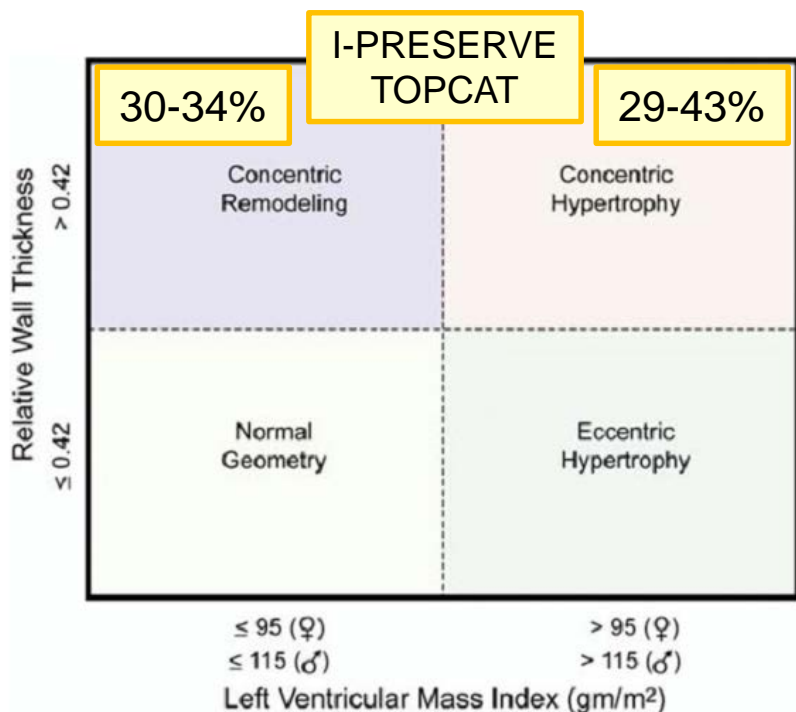 I-PRESERVE
TOPCAT
30-34%
29-43%
Concentric
Remodeling
Concentric
Hypertrophy
Relative Wall Thickness
> 0.42
≤ 0.42
Normal
Geometry
Eccentric
Hypertrophy
≤ 95 (♀)
≤ 115 (♂)
> 95 (♀)
> 115 (♂)
Left Ventricular Mass Index (gm/m²)